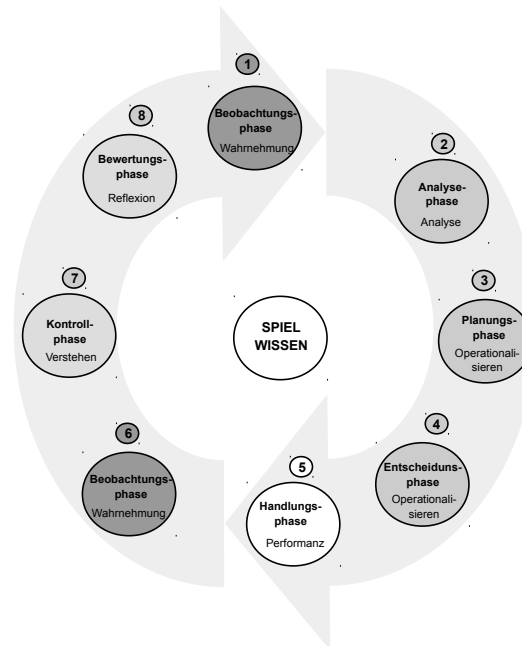 1
Beobachtungs-
phase
Wahrnehmung
2
Analyse-
phase
Analyse
3
Planungs-
phase
Operationali-
sieren
4
Entscheiduns-
phase
Operationali-
sieren
5
Handlungs-
phase
Performanz
6
Beobachtungs-
phase
Wahrnehmung
7
Kontroll-
phase
Verstehen
8
Bewertungs-
phase
Reflexion
SPIEL
WISSEN